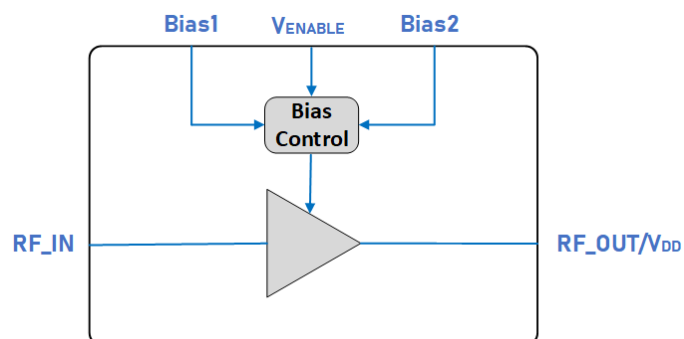 Bias1 VENABLE Bias2
Bias
Control
RF_IN RF_OUT/VDD